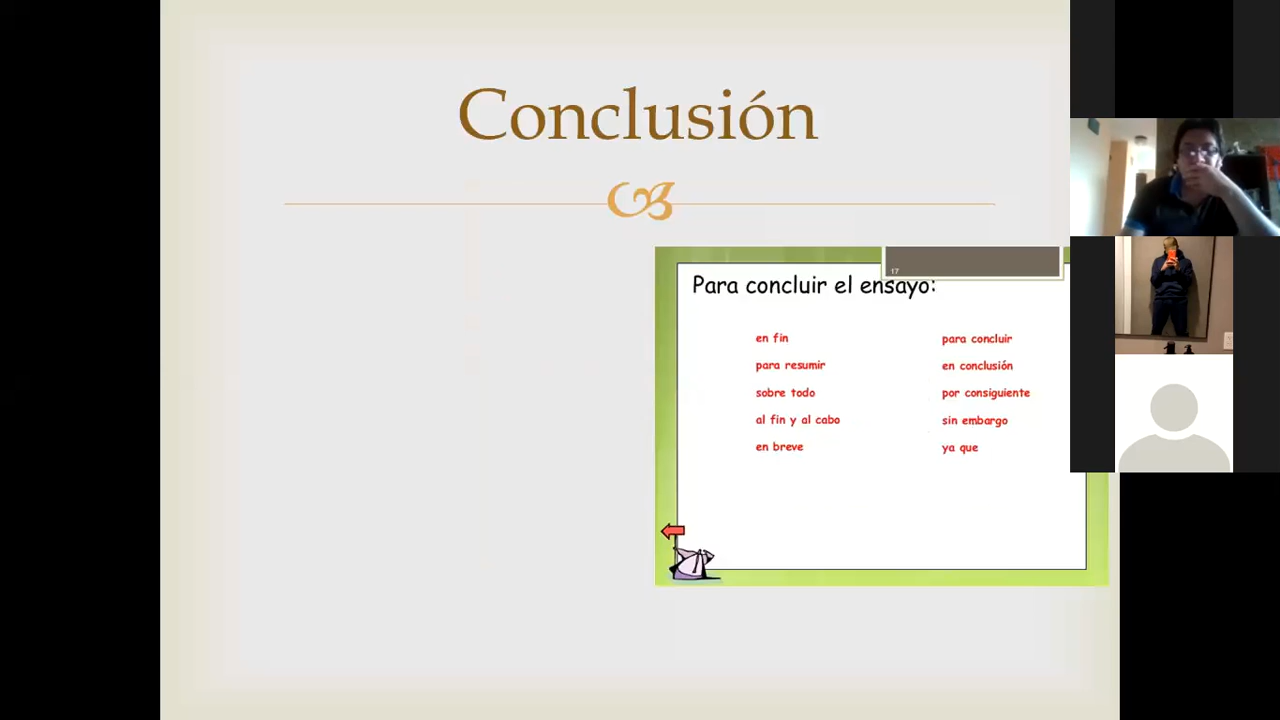 Conclusión
17
Para concluir el ensayo:
en fin
para resumir
sobre todo
al fin y al cabo
en breve
para concluir
en conclusión
por consiguiente
sin embargo
ya que